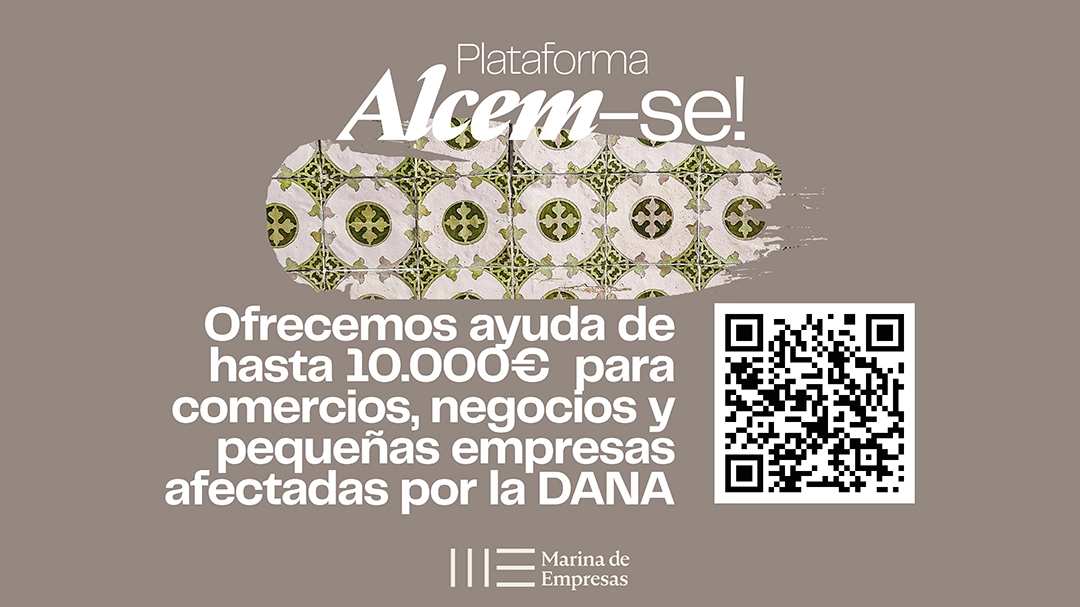 Plataforma
Alcem-se!
Ofrecemos ayuda de
hasta 10.000€ para
comercios, negocios y
pequeñas empresas
afectadas por la DANA
Marina de
Empresas